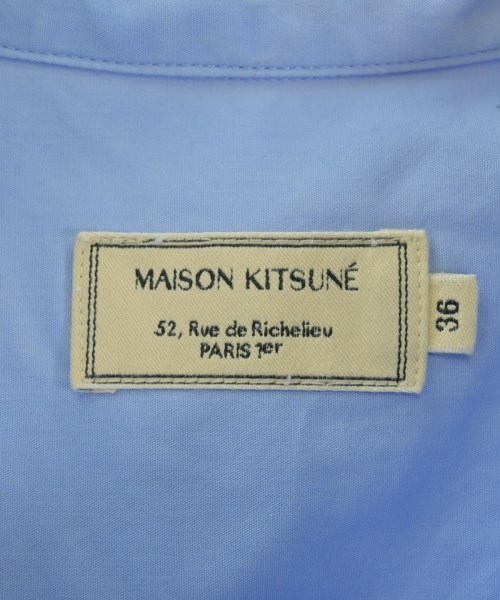 MAISON KITSUNÉ
52, Rue de Richelieu
PARIS 1er
36